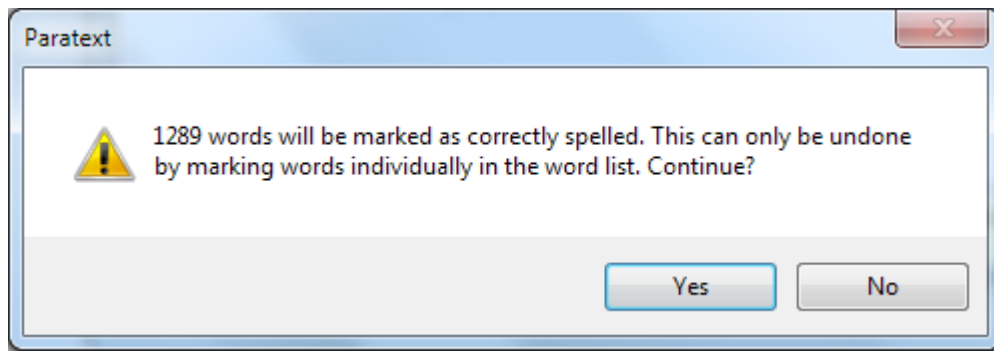 Paratext
1289 words will be marked as correctly spelled. This can only be undone
by marking words individually in the word list. Continue?
Yes
No